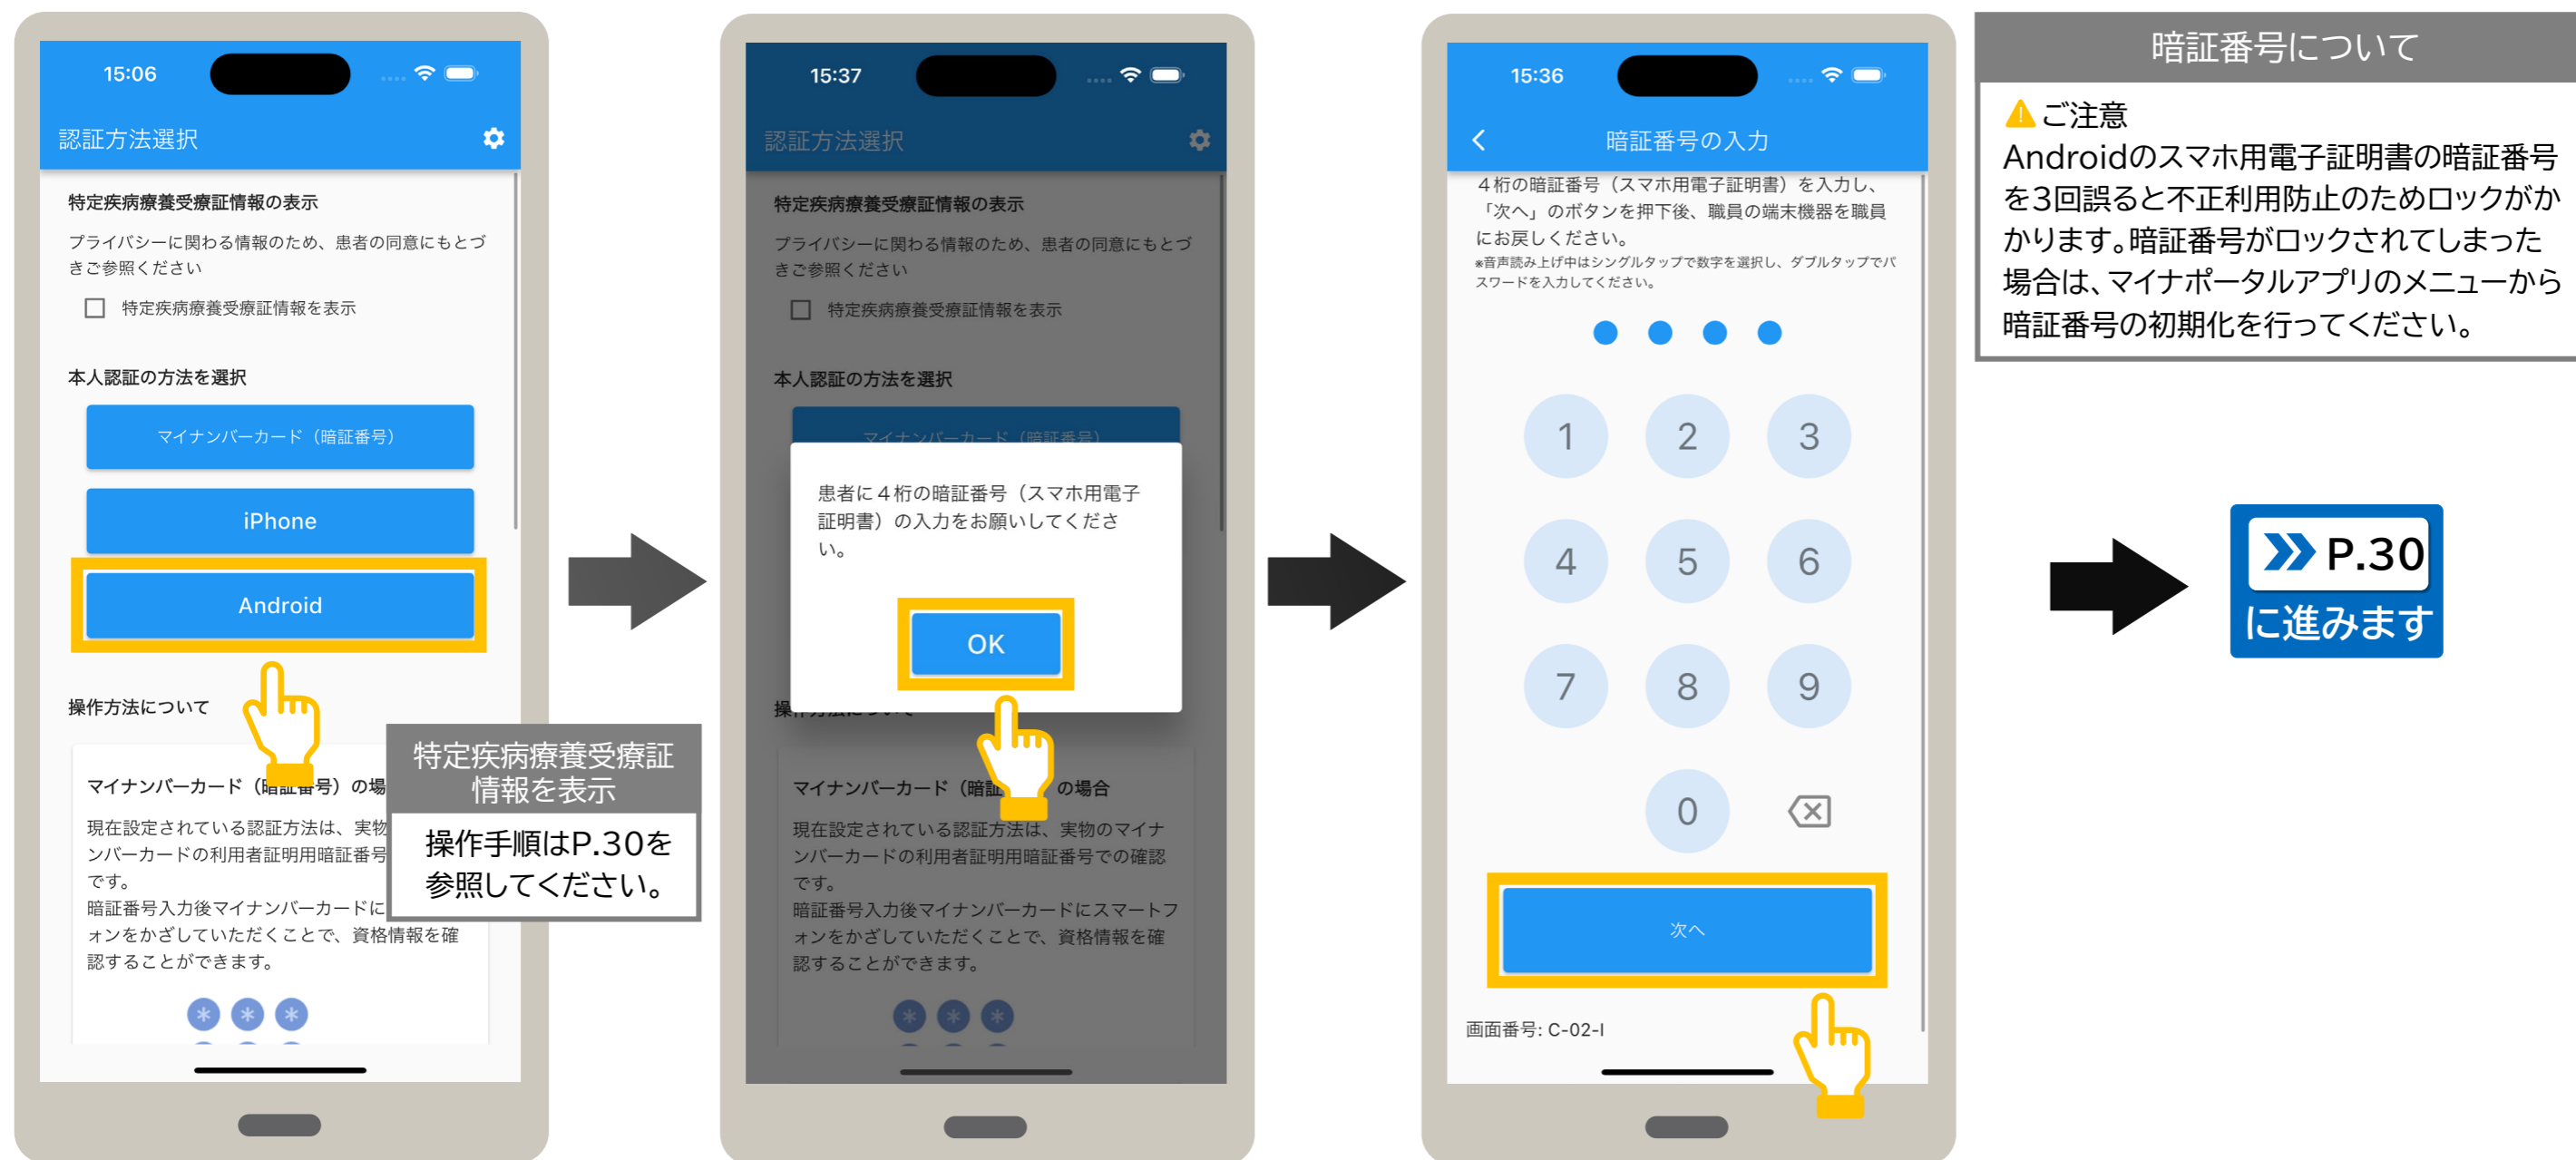 15:06
認証方法選択
特定疾病療養受療証情報の表示
プライバシーに関わる情報のため、患者の同意にもとづ
きご参照ください
特定疾病療養受療証情報を表示
本人認証の方法を選択
マイナンバーカード（暗証番号）
iPhone
Android
操作方法について
マイナンバーカード（暗証番号）の場
現在設定されている認証方法は、実物
ンバーカードの利用者証明用暗証番号
です。
暗証番号入力後マイナンバーカードに
ォンをかざしていただくことで、資格情報を確
認することができます。
特定疾病療養受療証
情報を表示
操作手順はP.30を
参照してください。
15:37
認証方法選択
特定疾病療養受療証情報の表示
プライバシーに関わる情報のため、患者の同意にもとづ
きご参照ください
特定疾病療養受療証情報を表示
本人認証の方法を選択
マイナンバーカード（暗証番号）
患者に４桁の暗証番号（スマホ用電子
証明書）の入力をお願いしてくださ
い。
OK
操作方法について
マイナンバーカード（暗証 の場合
現在設定されている認証方法は、実物のマイナ
ンバーカードの利用者証明用暗証番号での確認
です。
暗証番号入力後マイナンバーカードにスマートフ
ォンをかざしていただくことで、資格情報を確
認することができます。
15:36
暗証番号の入力
４桁の暗証番号（スマホ用電子証明書）を入力し、
「次へ」のボタンを押下後、職員の端末機器を職員
にお戻しください。
※音声読み上げ中はシングルタップで数字を選択し、ダブルタップでパ
スワードを入力してください。
1 2 3
4 5 6
7 8 9
0
次へ
画面番号: C-02-I
暗証番号について
ご注意
Androidのスマホ用電子証明書の暗証番号
を3回誤ると不正利用防止のためロックがか
かります。暗証番号がロックされてしまった
場合は、マイナポータルアプリのメニューから
暗証番号の初期化を行ってください。
P.30
に進みます